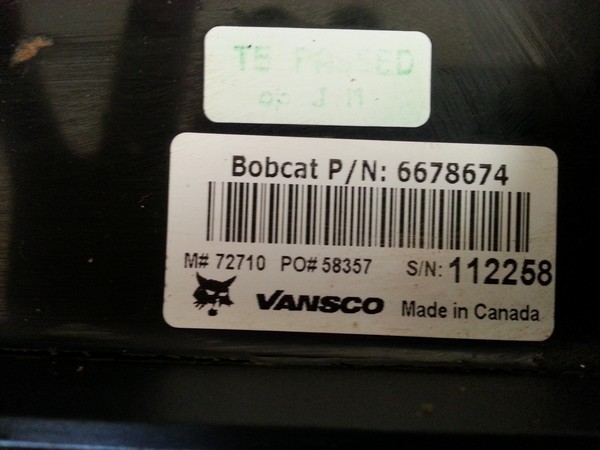 TE PASSED
Bobcat P/N: 6678674
M# 72710 PO# 58357 S/N: 112258
VANSCO Made in Canada